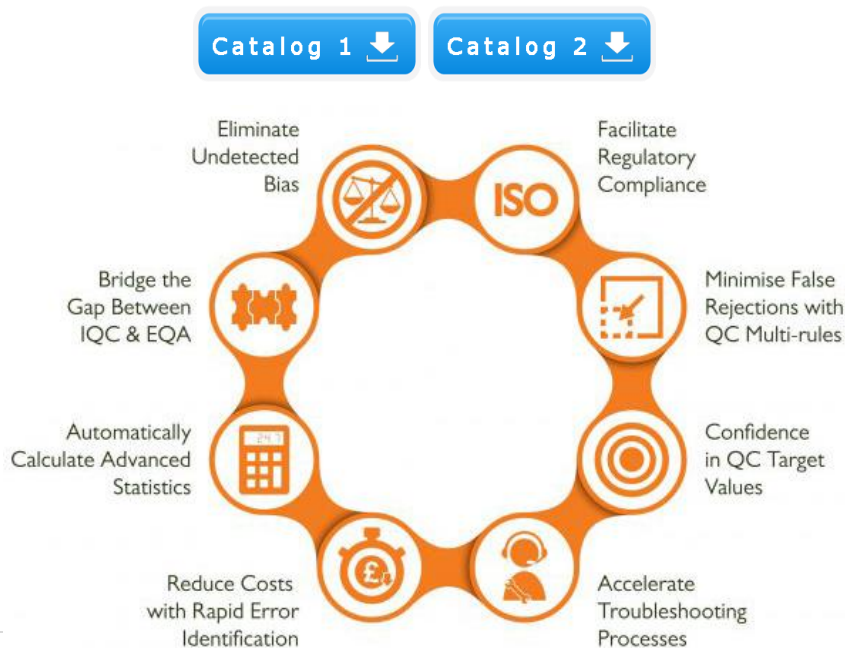 Catalog 1
Catalog 2
Eliminate
Undetected
Bias
Facilitate
Regulatory
Compliance
ISO
Bridge the
Gap Between
IQC & EQA
Minimise False
Rejections with
QC Multi-rules
Automatically
Calculate Advanced
Statistics
24.7
Confidence
in QC Target
Values
Reduce Costs
with Rapid Error
Identification
£
Accelerate
Troubleshooting
Processes